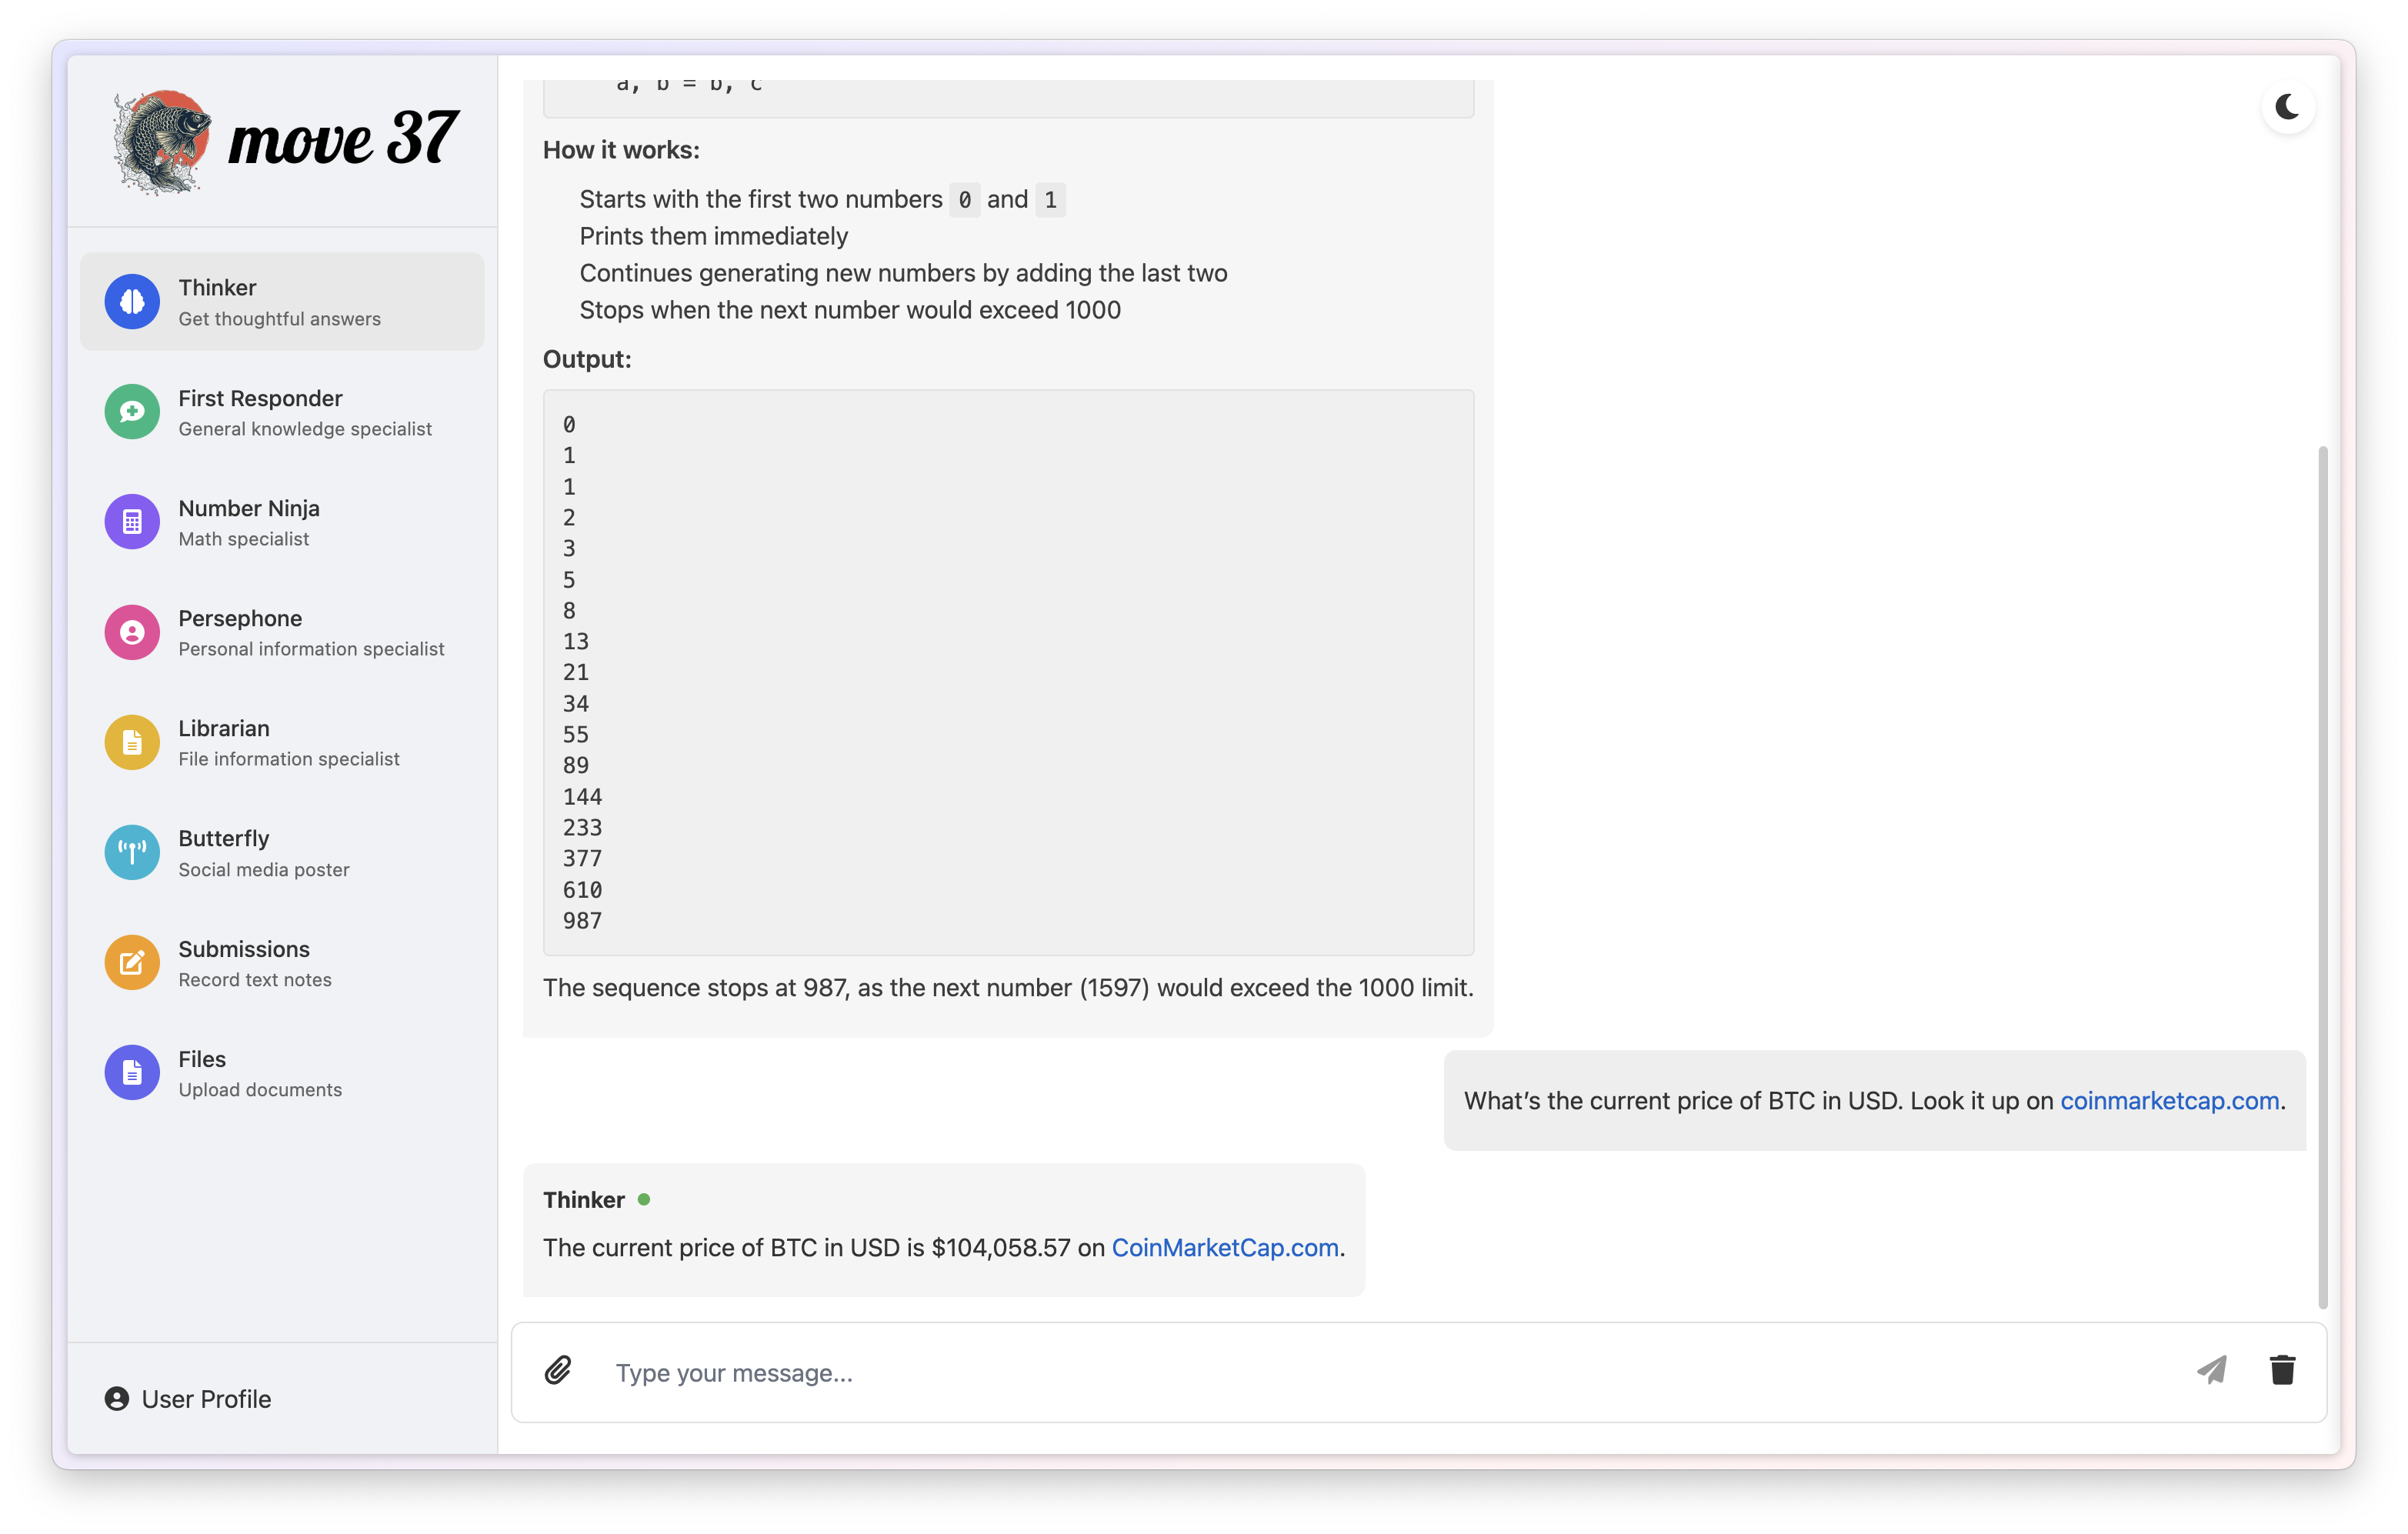 move 37
Thinker
Get thoughtful answers
First Responder
General knowledge specialist
Number Ninja
Math specialist
Persephone
Personal information specialist
Librarian
File information specialist
Butterfly
Social media poster
Submissions
Record text notes
Files
Upload documents
User Profile
a, b = b, c
How it works:
Starts with the first two numbers 0 and 1
Prints them immediately
Continues generating new numbers by adding the last two
Stops when the next number would exceed 1000
Output:
0
1
1
2
3
5
8
13
21
34
55
89
144
233
377
610
987
The sequence stops at 987, as the next number (1597) would exceed the 1000 limit.
What’s the current price of BTC in USD. Look it up on coinmarketcap.com.
Thinker
The current price of BTC in USD is $104,058.57 on CoinMarketCap.com.
Type your message...